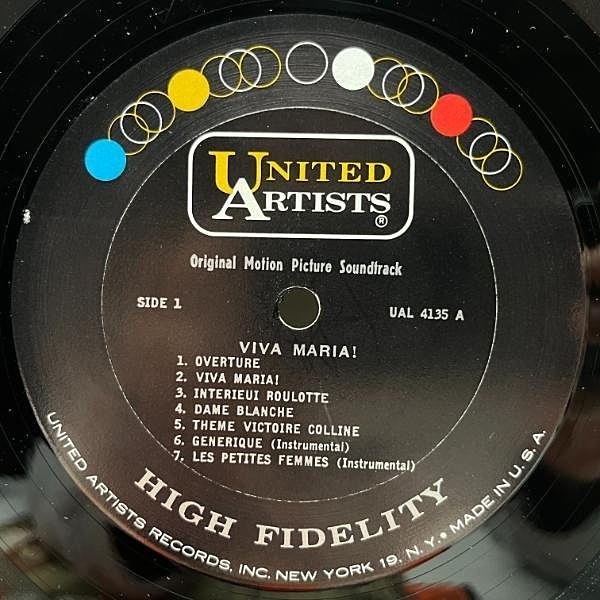 UNITED
ARTISTS®
Original Motion Picture Soundtrack
SIDE 1
UAL 4135 A
VIVA MARIA!
1. OVERTURE
2. VIVA MARIA!
3. INTERIEUI ROULOTTE
4. DAME BLANCHE
5. THEME VICTOIRE COLLINE
6. GENERIQUE (Instrumental)
7. LES PETITES FEMMES (Instrumental)
HIGH FIDELITY
UNITED ARTISTS RECORDS, INC. NEW YORK 19, N.Y. • MADE IN U.S.A.